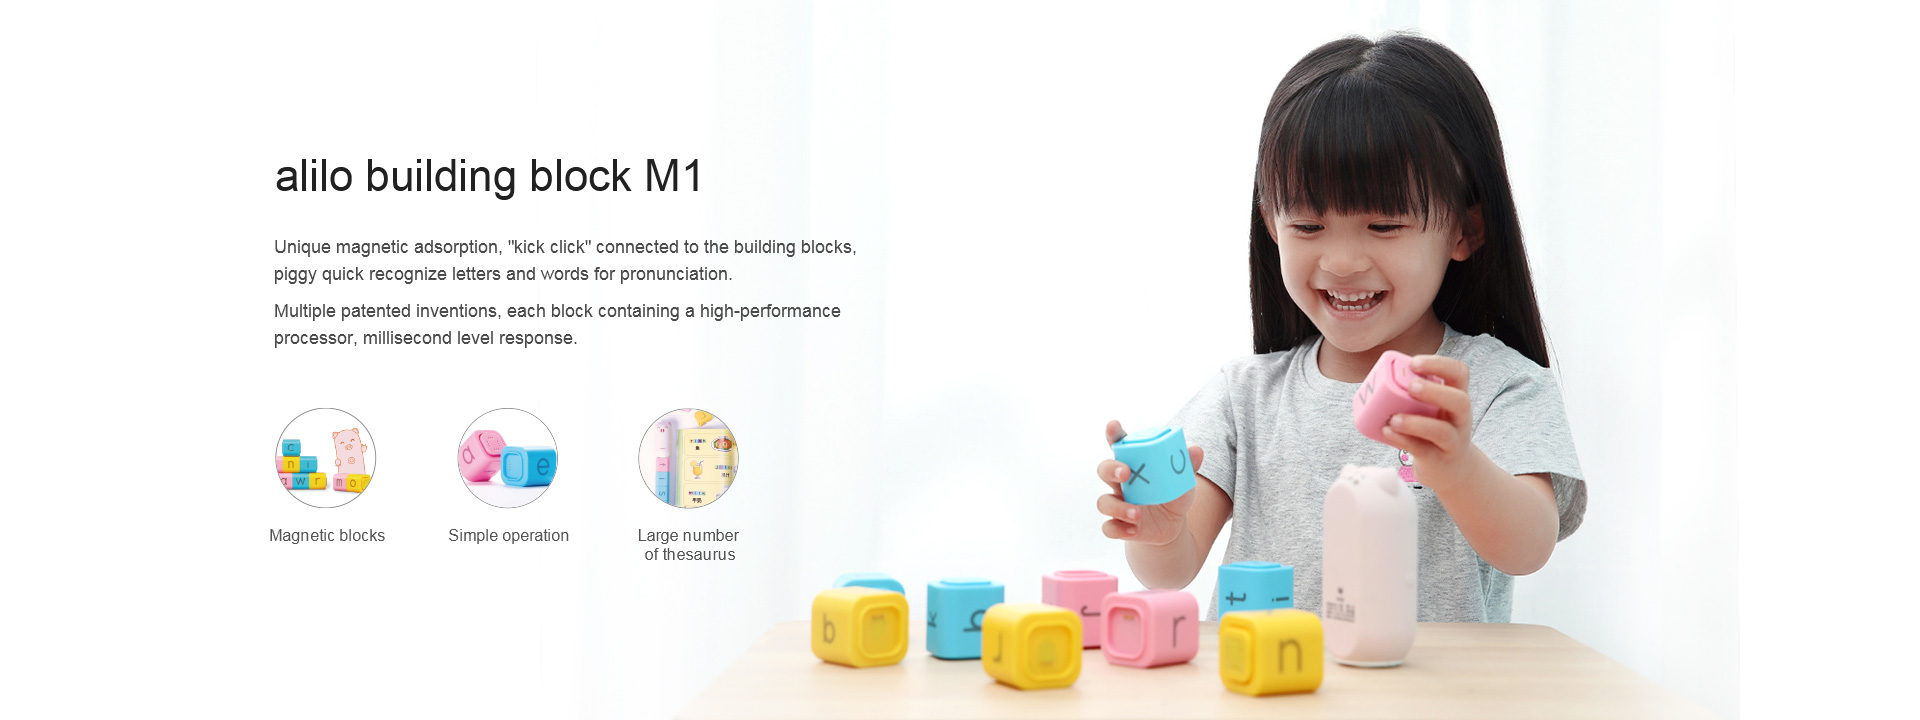 alilo building block M1
Unique magnetic adsorption, "kick click" connected to the building blocks,
piggy quick recognize letters and words for pronunciation.
Multiple patented inventions, each block containing a high-performance
processor, millisecond level response.
c
n i
a w r m o
a e
Magnetic blocks
Simple operation
Large number
of thesaurus
x u
k
t i
r
n